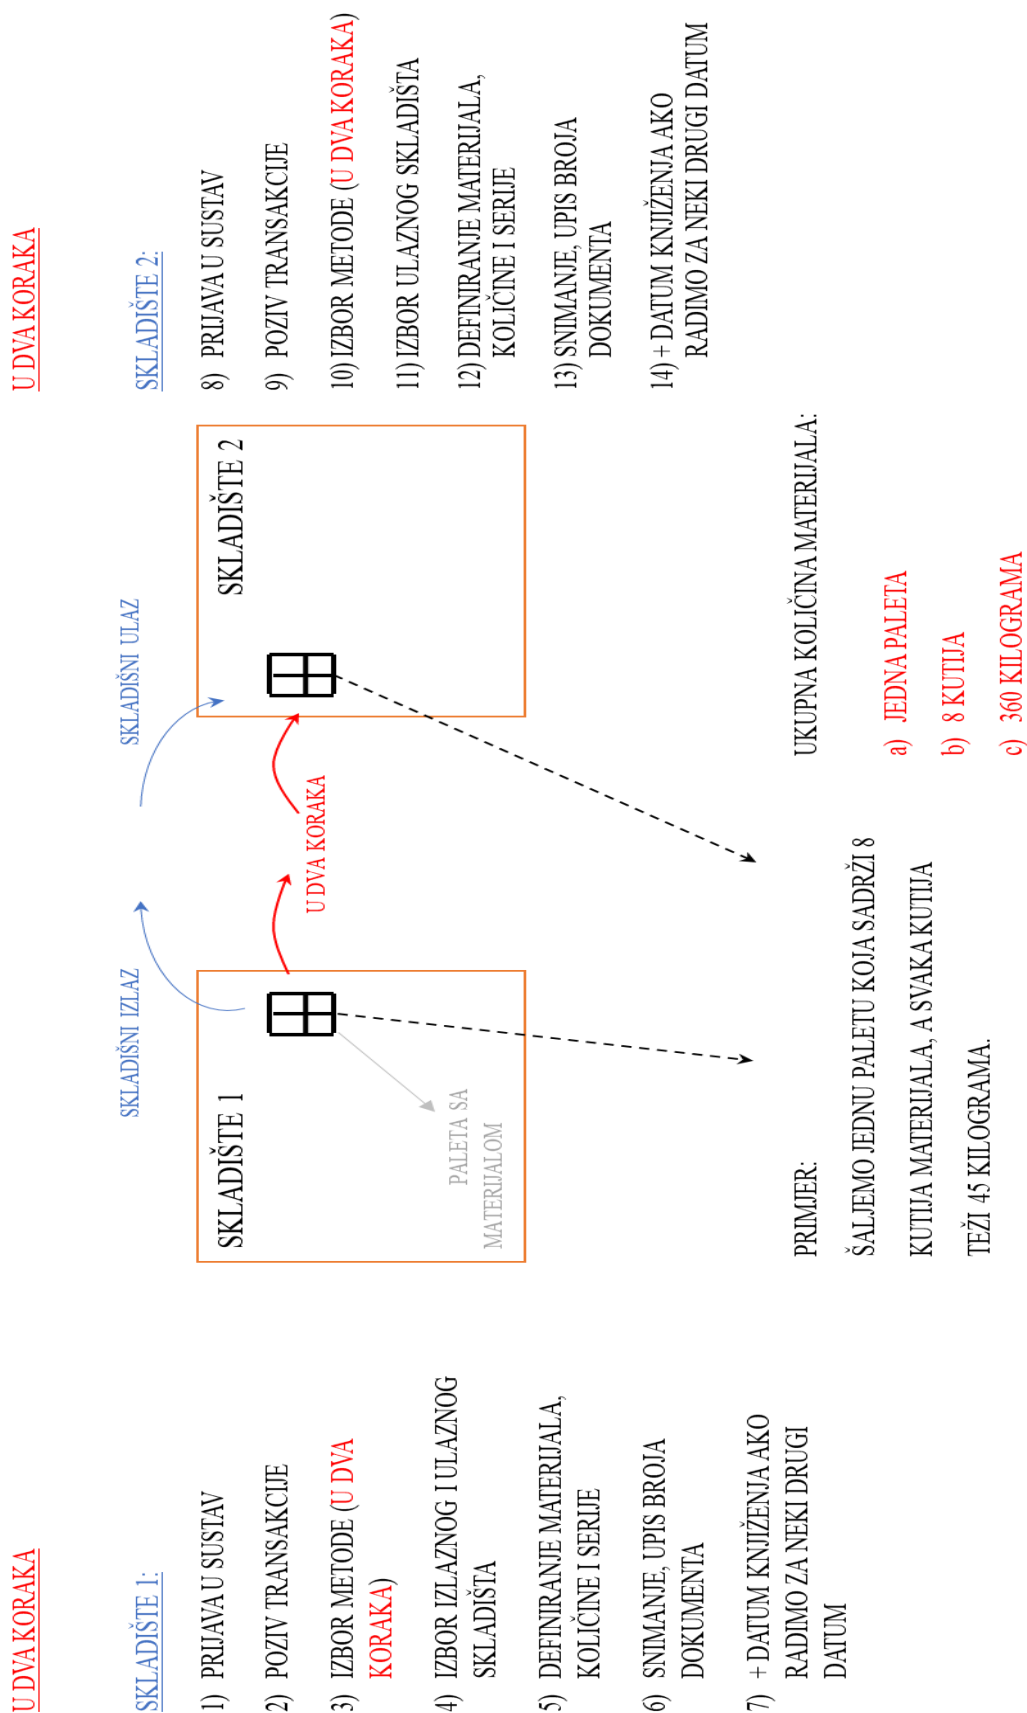 U DVA KORAKA
SKLADIŠTE 1:
1) PRIJAVA U SUSTAV
2) POZIV TRANSAKCIJE
3) IZBOR METODE (U DVA
KORAKA)
4) IZBOR IZLAZNOG I ULAZNOG
SKLADIŠTA
5) DEFINIRANJE MATERIJALA,
KOLIČINE I SERIJE
6) SNIMANJE, UPIS BROJA
DOKUMENTA
7) + DATUM KNJIŽENJA AKO
RADIMO ZA NEKI DRUGI
DATUM
SKLADIŠNI IZLAZ
SKLADIŠNI ULAZ
SKLADIŠTE 1
SKLADIŠTE 2
U DVA KORAKA
PALETA SA
MATERIJALOM
PRIMJER:
ŠALJEMO JEDNU PALETU KOJA SADRŽI 8
KUTIJA MATERIJALA, A SVAKA KUTIJA
TEŽI 45 KILOGRAMA.
UKUPNA KOLIČINA MATERIJALA:
a) JEDNA PALETA
b) 8 KUTIJA
c) 360 KILOGRAMA
U DVA KORAKA
SKLADIŠTE 2:
8) PRIJAVA U SUSTAV
9) POZIV TRANSAKCIJE
10) IZBOR METODE (U DVA KORAKA)
11) IZBOR ULAZNOG SKLADIŠTA
12) DEFINIRANJE MATERIJALA,
KOLIČINE I SERIJE
13) SNIMANJE, UPIS BROJA
DOKUMENTA
14) + DATUM KNJIŽENJA AKO
RADIMO ZA NEKI DRUGI DATUM